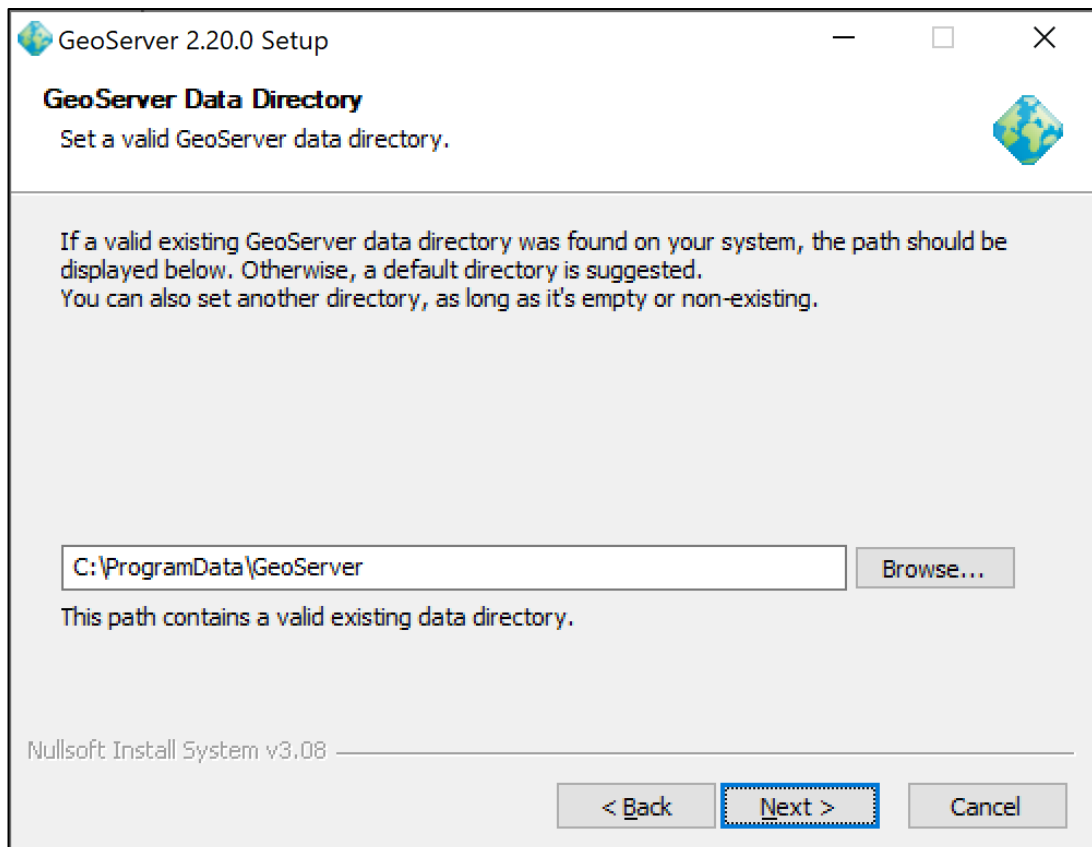 GeoServer 2.20.0 Setup
GeoServer Data Directory
Set a valid GeoServer data directory.
If a valid existing GeoServer data directory was found on your system, the path should be
displayed below. Otherwise, a default directory is suggested.
You can also set another directory, as long as it's empty or non-existing.
C:\ProgramData\GeoServer
Browse...
This path contains a valid existing data directory.
Nullsoft Install System v3.08
< Back
Next >
Cancel